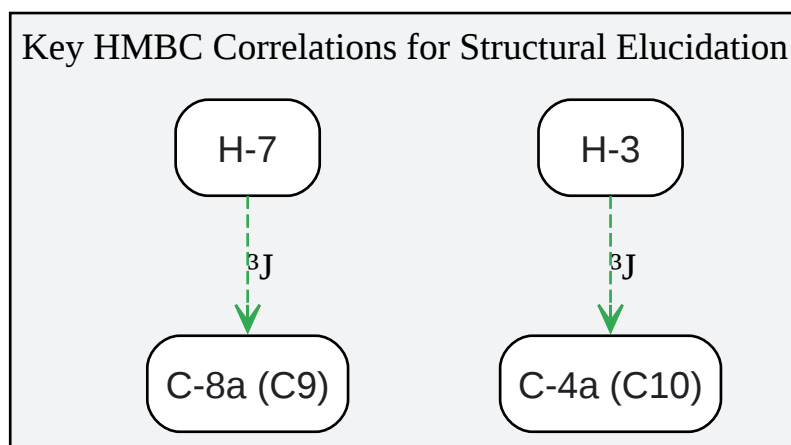 Key HMBC Correlations for Structural Elucidation
H-7
H-3
³J
³J
C-8a (C9)
C-4a (C10)